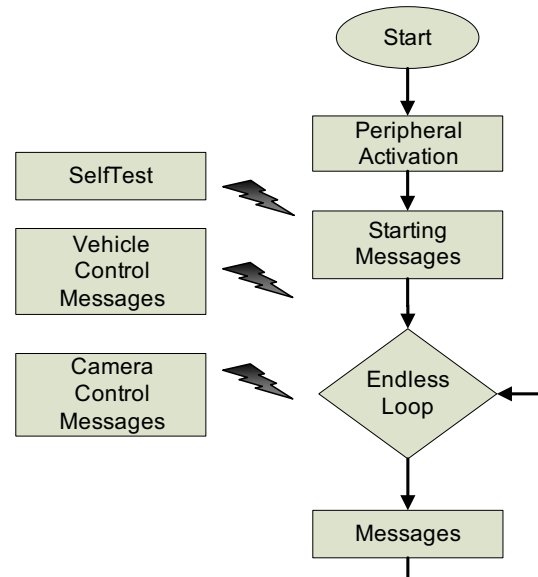 Start
Peripheral
Activation
SelfTest
Starting
Messages
Vehicle
Control
Messages
Camera
Control
Messages
Endless
Loop
Messages